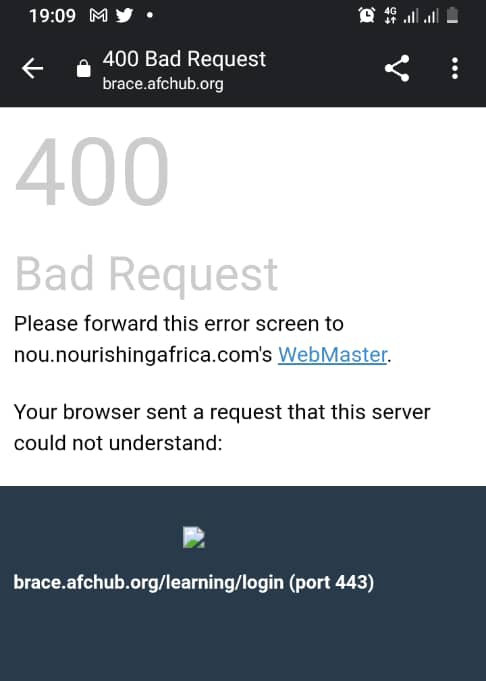 19:09
4G
400 Bad Request
brace.afchub.org
400
Bad Request
Please forward this error screen to
nou.nourishingafrica.com's WebMaster.
Your browser sent a request that this server
could not understand:
brace.afchub.org/learning/login (port 443)